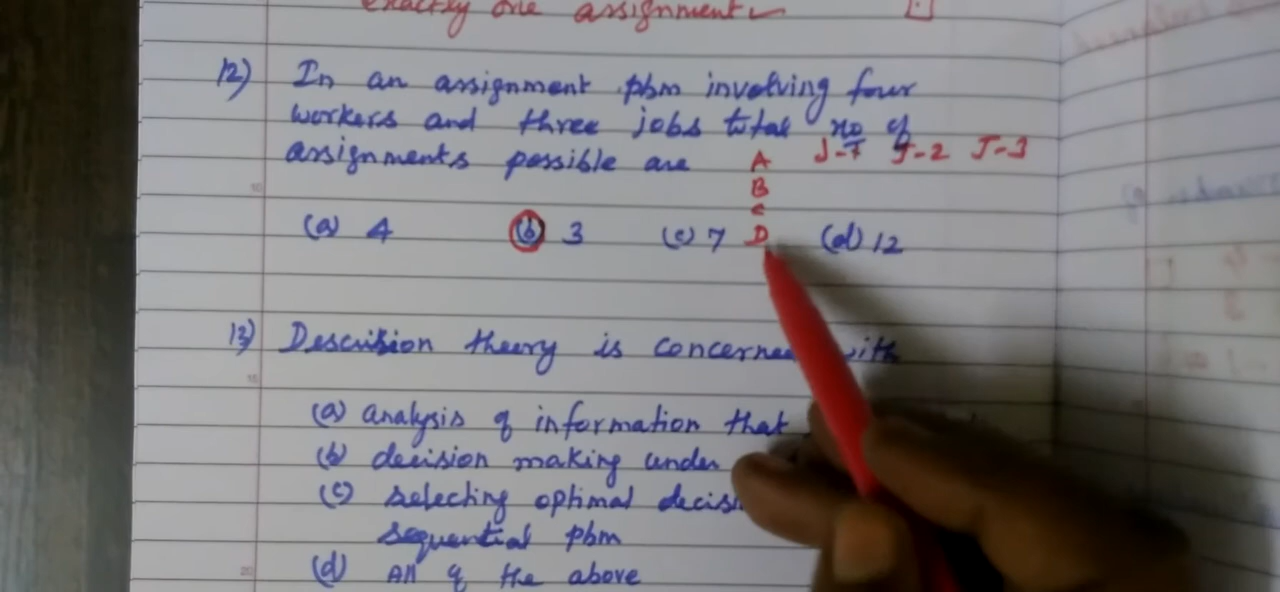 exactly one assignment
12) In an assignment pbm involving four
workers and three jobs total no of
assignments possible are
A J-1 J-2 J-3
B
C
D
(a) 4 (b) 3 (c) 7 (d) 12
13) Descision theory is concerned with
(a) analysis of information that
(b) decision making under
(c) selecting optimal decis
sequential pbm
(d) All of the above